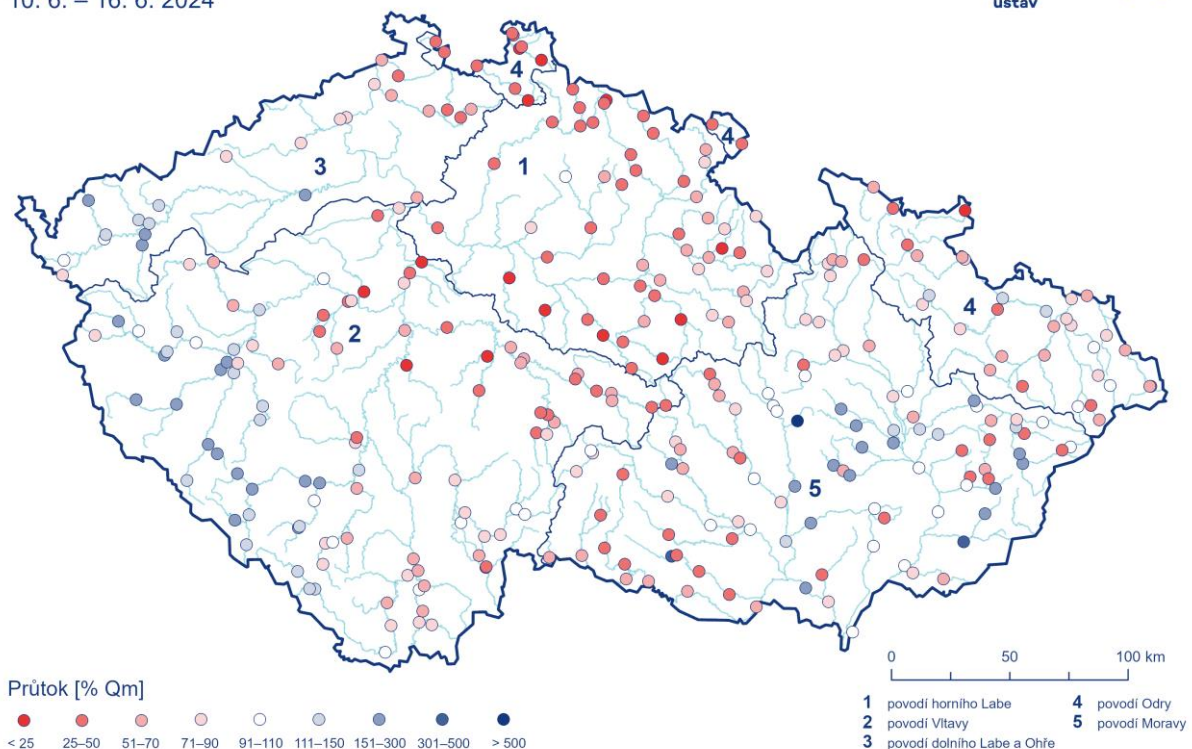 10. 6. – 16. 6. 2024
ústav
4
4
3
1
4
2
5
0 50 100 km
Průtok [% Qm]
< 25 25–50 51–70 71–90 91–110 111–150 151–300 301–500 > 500
1 povodí horního Labe
2 povodí Vltavy
3 povodí dolního Labe a Ohře
4 povodí Odry
5 povodí Moravy